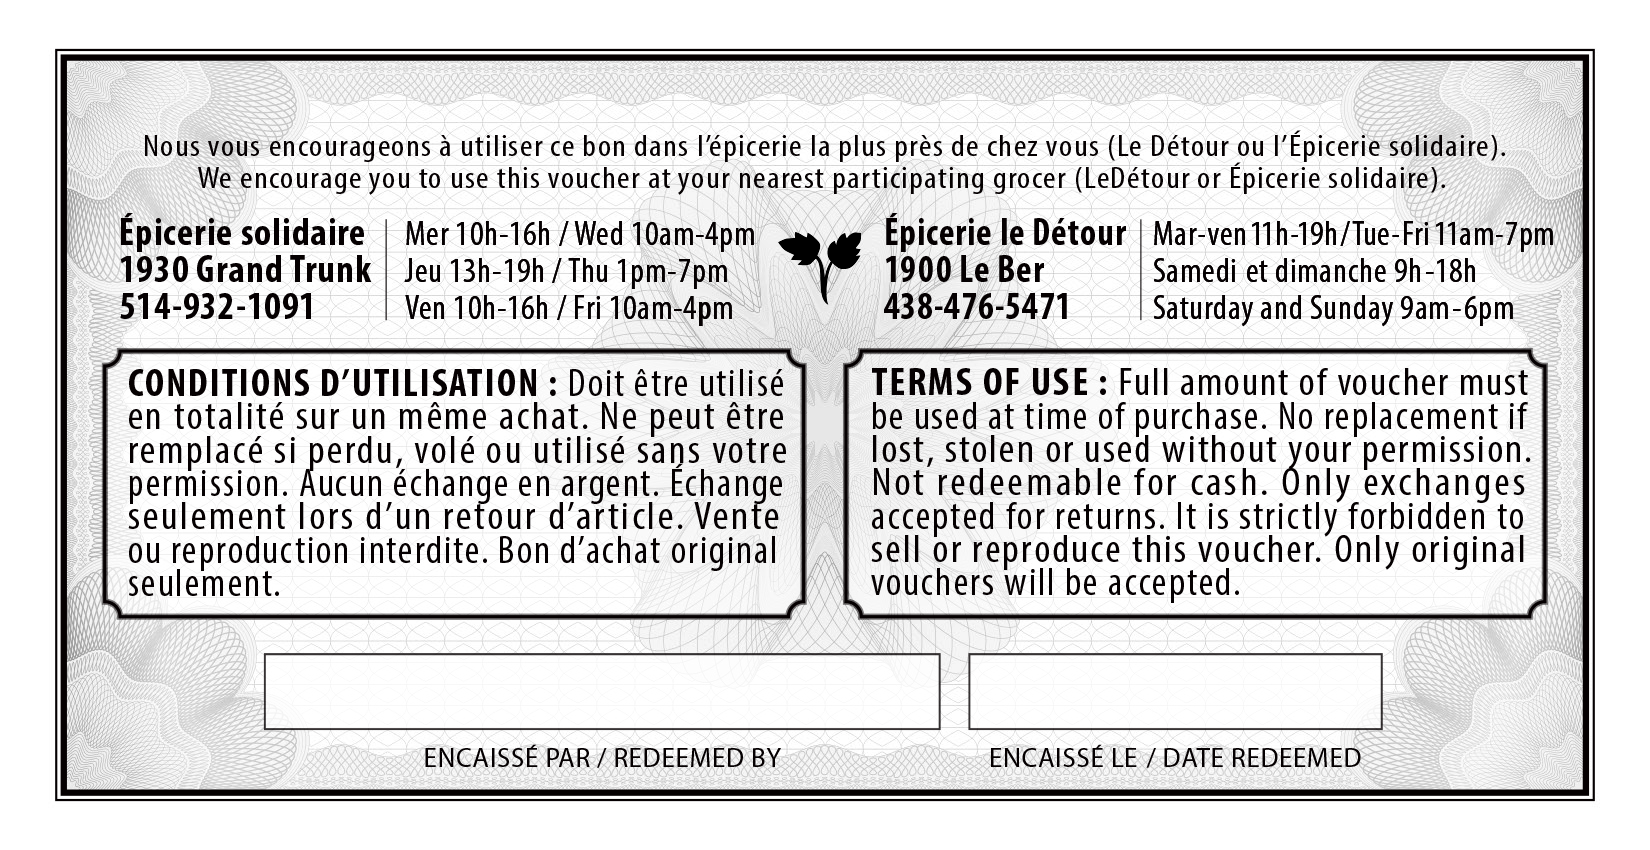 Nous vous encourageons à utiliser ce bon dans l'épicerie la plus près de chez vous (Le Détour ou l'Épicerie solidaire).
We encourage you to use this voucher at your nearest participating grocer (LeDétour or Épicerie solidaire).
Épicerie solidaire
1930 Grand Trunk
514-932-1091
Mer 10h-16h / Wed 10am-4pm
Jeu 13h-19h / Thu 1pm-7pm
Ven 10h-16h / Fri 10am-4pm
Épicerie le Détour
1900 Le Ber
438-476-5471
Mar-ven 11h-19h/Tue-Fri 11am-7pm
Samedi et dimanche 9h-18h
Saturday and Sunday 9am-6pm
CONDITIONS D'UTILISATION : Doit être utilisé
en totalité sur un même achat. Ne peut être
remplacé si perdu, volé ou utilisé sans votre
permission. Aucun échange en argent. Échange
seulement lors d'un retour d'article. Vente
ou reproduction interdite. Bon d'achat original
seulement.
TERMS OF USE : Full amount of voucher must
be used at time of purchase. No replacement if
lost, stolen or used without your permission.
Not redeemable for cash. Only exchanges
accepted for returns. It is strictly forbidden to
sell or reproduce this voucher. Only original
vouchers will be accepted.
ENCAISSÉ PAR / REDEEMED BY
ENCAISSÉ LE / DATE REDEEMED